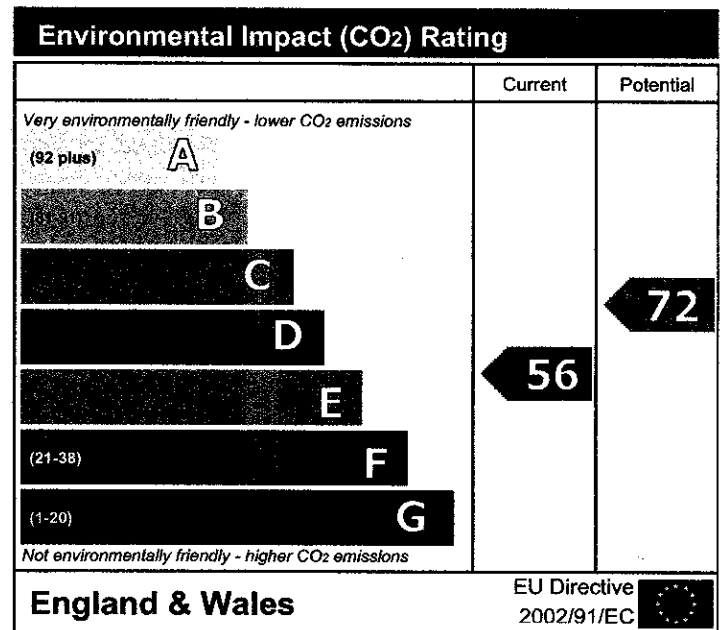 Environmental Impact (CO2) Rating
Current Potential
Very environmentally friendly - lower CO2 emissions
(92 plus) A
B
C
D
E
(21-38) F
(1-20) G
72
56
Not environmentally friendly - higher CO2 emissions
England & Wales
EU Directive
2002/91/EC